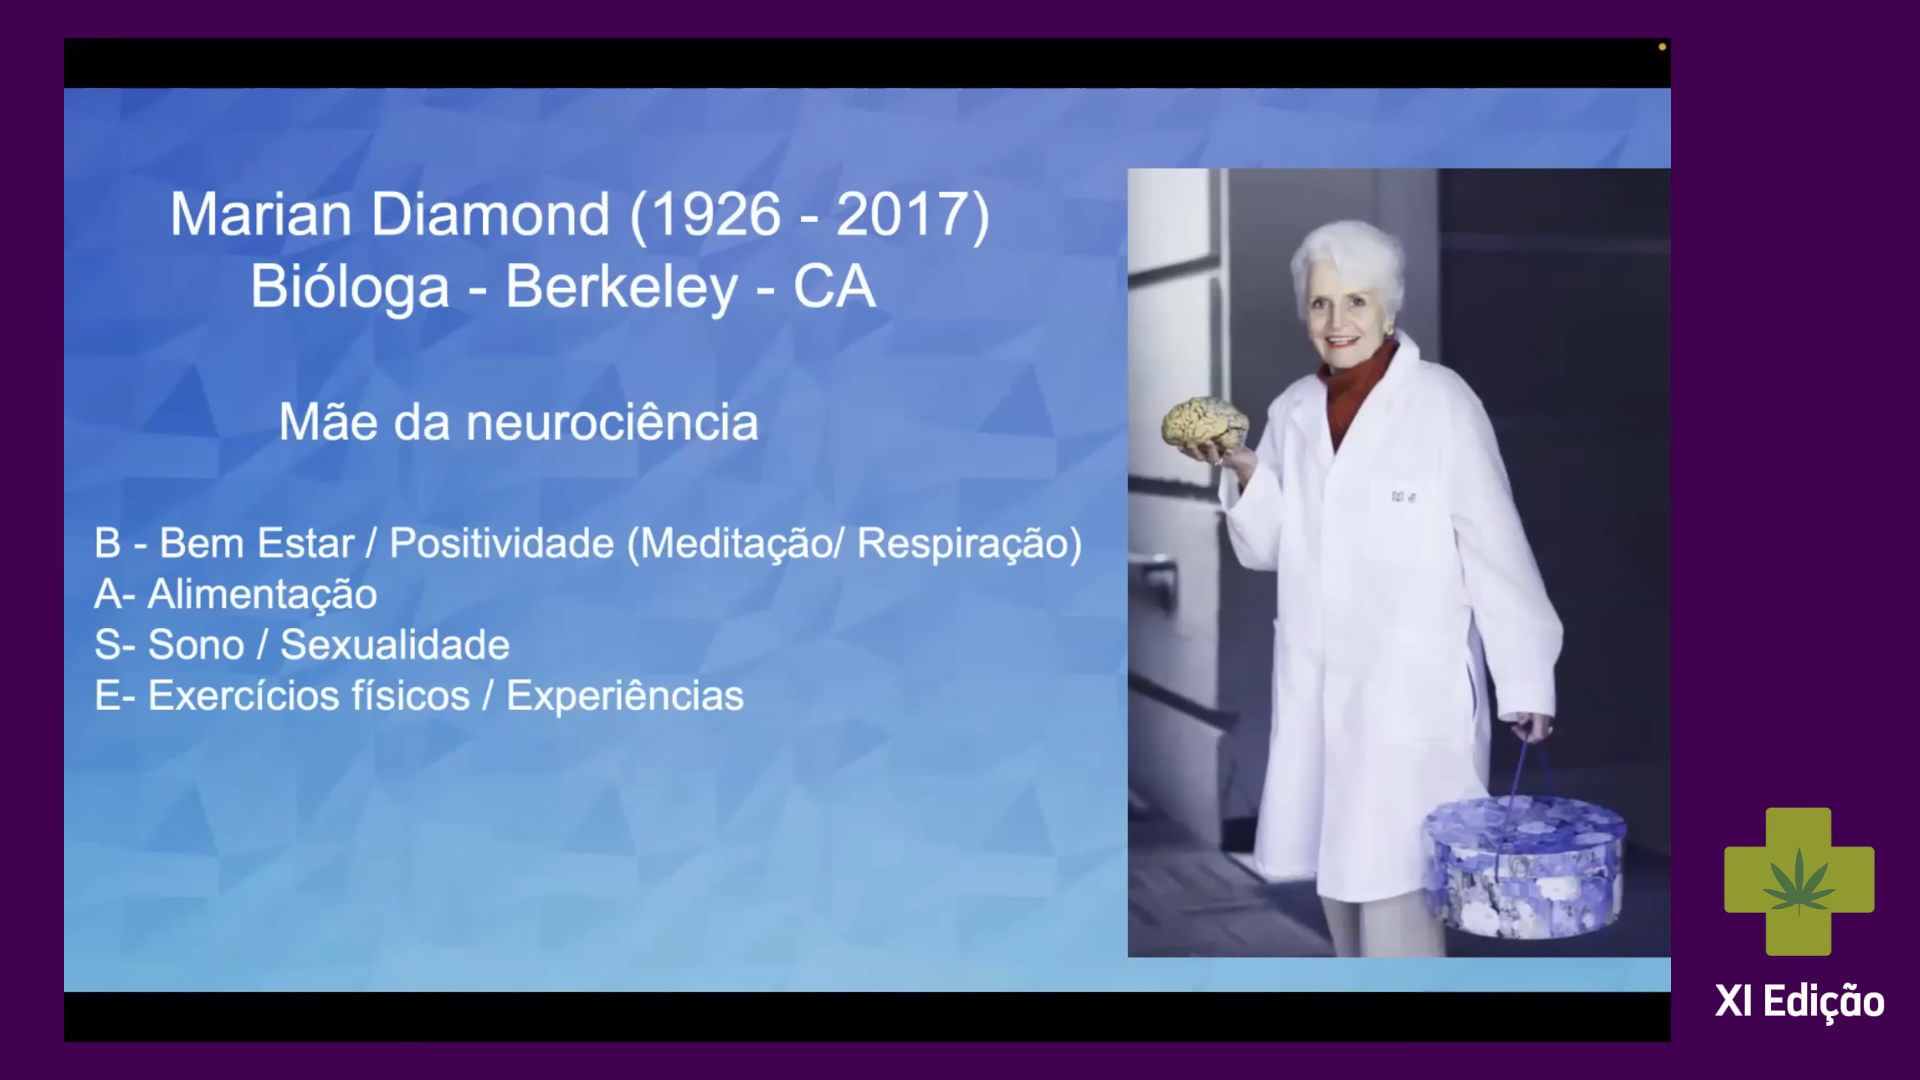 Marian Diamond (1926 - 2017)
Bióloga - Berkeley - CA
Mãe da neurociência
B - Bem Estar / Positividade (Meditação/ Respiração)
A- Alimentação
S- Sono / Sexualidade
E- Exercícios físicos / Experiências
XI Edição